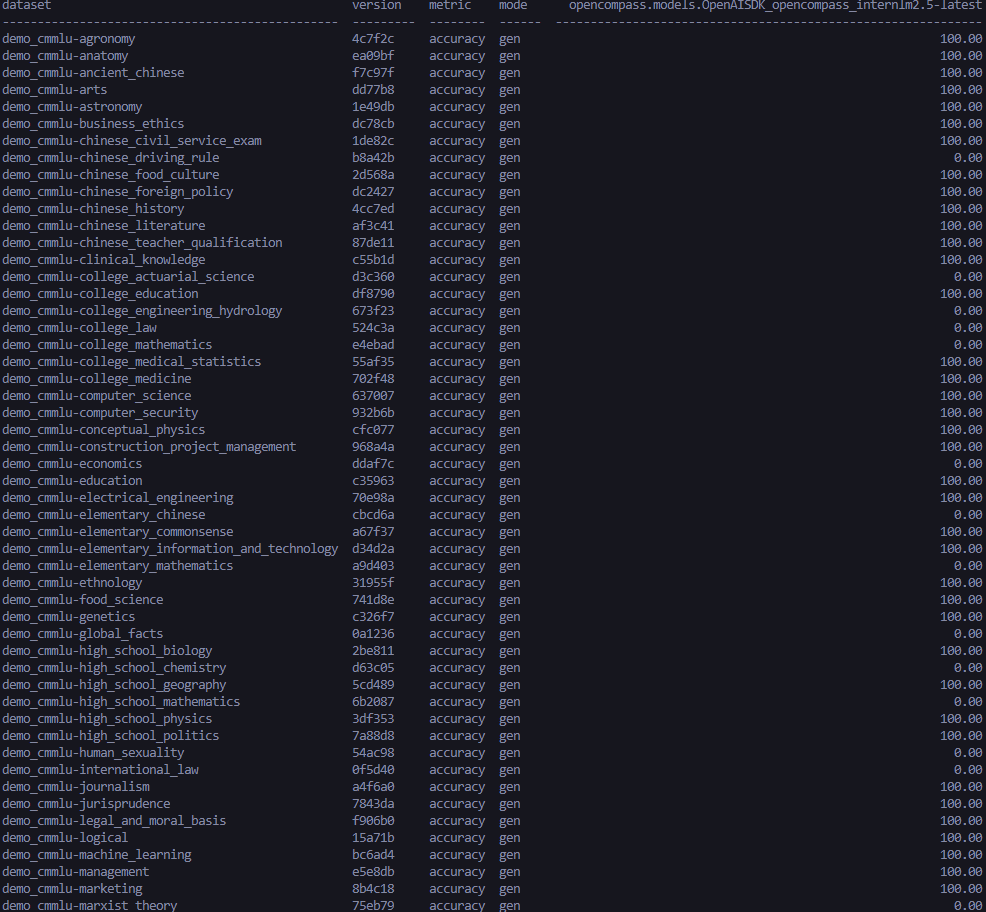 dataset version metric mode opencompass.models.OpenAISDK_opencompass_internlm2.5-latest
------------------------------------------------ --------- -------- ------ -------------------------------------------------------------
demo_cmmlu-agronomy 4c7f2c accuracy gen 100.00
demo_cmmlu-anatomy ea09bf accuracy gen 100.00
demo_cmmlu-ancient_chinese f7c97f accuracy gen 100.00
demo_cmmlu-arts dd77b8 accuracy gen 100.00
demo_cmmlu-astronomy 1e49db accuracy gen 100.00
demo_cmmlu-business_ethics dc78cb accuracy gen 100.00
demo_cmmlu-chinese_civil_service_exam 1de82c accuracy gen 100.00
demo_cmmlu-chinese_driving_rule b8a42b accuracy gen 0.00
demo_cmmlu-chinese_food_culture 2d568a accuracy gen 100.00
demo_cmmlu-chinese_foreign_policy dc2427 accuracy gen 100.00
demo_cmmlu-chinese_history 4cc7ed accuracy gen 100.00
demo_cmmlu-chinese_literature af3c41 accuracy gen 100.00
demo_cmmlu-chinese_teacher_qualification 87de11 accuracy gen 100.00
demo_cmmlu-clinical_knowledge c55b1d accuracy gen 100.00
demo_cmmlu-college_actuarial_science d3c360 accuracy gen 0.00
demo_cmmlu-college_education df8790 accuracy gen 100.00
demo_cmmlu-college_engineering_hydrology 673f23 accuracy gen 0.00
demo_cmmlu-college_law 524c3a accuracy gen 0.00
demo_cmmlu-college_mathematics e4ebad accuracy gen 0.00
demo_cmmlu-college_medical_statistics 55af35 accuracy gen 100.00
demo_cmmlu-college_medicine 702f48 accuracy gen 100.00
demo_cmmlu-computer_science 637007 accuracy gen 100.00
demo_cmmlu-computer_security 932b6b accuracy gen 100.00
demo_cmmlu-conceptual_physics cfc077 accuracy gen 100.00
demo_cmmlu-construction_project_management 968a4a accuracy gen 100.00
demo_cmmlu-economics ddaf7c accuracy gen 0.00
demo_cmmlu-education c35963 accuracy gen 100.00
demo_cmmlu-electrical_engineering 70e98a accuracy gen 100.00
demo_cmmlu-elementary_chinese cbcd6a accuracy gen 0.00
demo_cmmlu-elementary_commonsense a67f37 accuracy gen 100.00
demo_cmmlu-elementary_information_and_technology d34d2a accuracy gen 100.00
demo_cmmlu-elementary_mathematics a9d403 accuracy gen 0.00
demo_cmmlu-ethnology 31955f accuracy gen 100.00
demo_cmmlu-food_science 741d8e accuracy gen 100.00
demo_cmmlu-genetics c326f7 accuracy gen 100.00
demo_cmmlu-global_facts 0a1236 accuracy gen 0.00
demo_cmmlu-high_school_biology 2be811 accuracy gen 100.00
demo_cmmlu-high_school_chemistry d63c05 accuracy gen 0.00
demo_cmmlu-high_school_geography 5cd489 accuracy gen 100.00
demo_cmmlu-high_school_mathematics 6b2087 accuracy gen 0.00
demo_cmmlu-high_school_physics 3df353 accuracy gen 100.00
demo_cmmlu-high_school_politics 7a88d8 accuracy gen 100.00
demo_cmmlu-human_sexuality 54ac98 accuracy gen 0.00
demo_cmmlu-international_law 0f5d40 accuracy gen 0.00
demo_cmmlu-journalism a4f6a0 accuracy gen 100.00
demo_cmmlu-jurisprudence 7843da accuracy gen 100.00
demo_cmmlu-legal_and_moral_basis f906b0 accuracy gen 100.00
demo_cmmlu-logical 15a71b accuracy gen 100.00
demo_cmmlu-machine_learning bc6ad4 accuracy gen 100.00
demo_cmmlu-management e5e8db accuracy gen 100.00
demo_cmmlu-marketing 8b4c18 accuracy gen 100.00
demo_cmmlu-marxist_theory 75eb79 accuracy gen 0.00